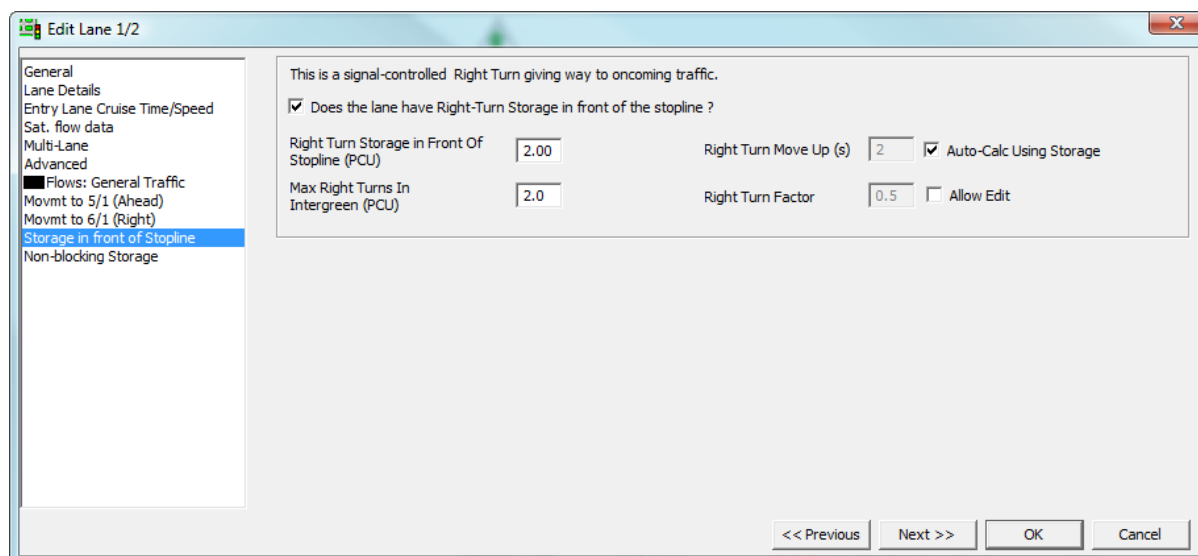 Edit Lane 1/2
X
General
Lane Details
Entry Lane Cruise Time/Speed
Sat. flow data
Multi-Lane
Advanced
Flows: General Traffic
Movmt to 5/1 (Ahead)
Movmt to 6/1 (Right)
Storage in front of Stopline
Non-blocking Storage
This is a signal-controlled Right Turn giving way to oncoming traffic.
Does the lane have Right-Turn Storage in front of the stopline ?
Right Turn Storage in Front Of
Stopline (PCU)
2.00
Right Turn Move Up (s)
2
Auto-Calc Using Storage
Max Right Turns In
Intergreen (PCU)
2.0
Right Turn Factor
0.5
Allow Edit
<< Previous
Next >>
OK
Cancel